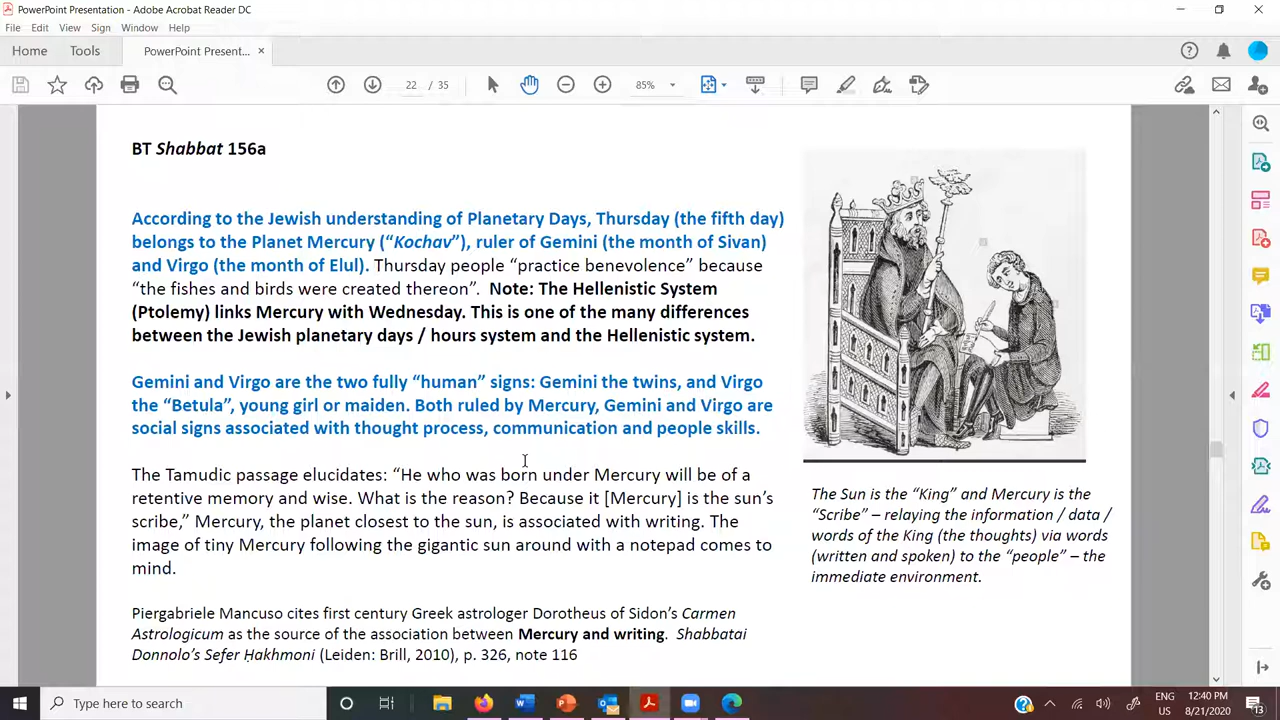 PowerPoint Presentation - Adobe Acrobat Reader DC
File Edit View Sign Window Help
Home Tools PowerPoint Present... ×
22 / 35 85%
BT Shabbat 156a
According to the Jewish understanding of Planetary Days, Thursday (the fifth day)
belongs to the Planet Mercury (“Kochav”), ruler of Gemini (the month of Sivan)
and Virgo (the month of Elul). Thursday people “practice benevolence” because
“the fishes and birds were created thereon”. Note: The Hellenistic System
(Ptolemy) links Mercury with Wednesday. This is one of the many differences
between the Jewish planetary days / hours system and the Hellenistic system.
Gemini and Virgo are the two fully “human” signs: Gemini the twins, and Virgo
the “Betula”, young girl or maiden. Both ruled by Mercury, Gemini and Virgo are
social signs associated with thought process, communication and people skills.
The Tamudic passage elucidates: “He who was born under Mercury will be of a
retentive memory and wise. What is the reason? Because it [Mercury] is the sun’s
scribe,” Mercury, the planet closest to the sun, is associated with writing. The
image of tiny Mercury following the gigantic sun around with a notepad comes to
mind.
Piergabriele Mancuso cites first century Greek astrologer Dorotheus of Sidon’s Carmen
Astrologicum as the source of the association between Mercury and writing. Shabbatai
Donnolo’s Sefer Ḥakhmoni (Leiden: Brill, 2010), p. 326, note 116
The Sun is the “King” and Mercury is the
“Scribe” – relaying the information / data /
words of the King (the thoughts) via words
(written and spoken) to the “people” – the
immediate environment.
Type here to search
ENG
US
12:40 PM
8/21/2020
13